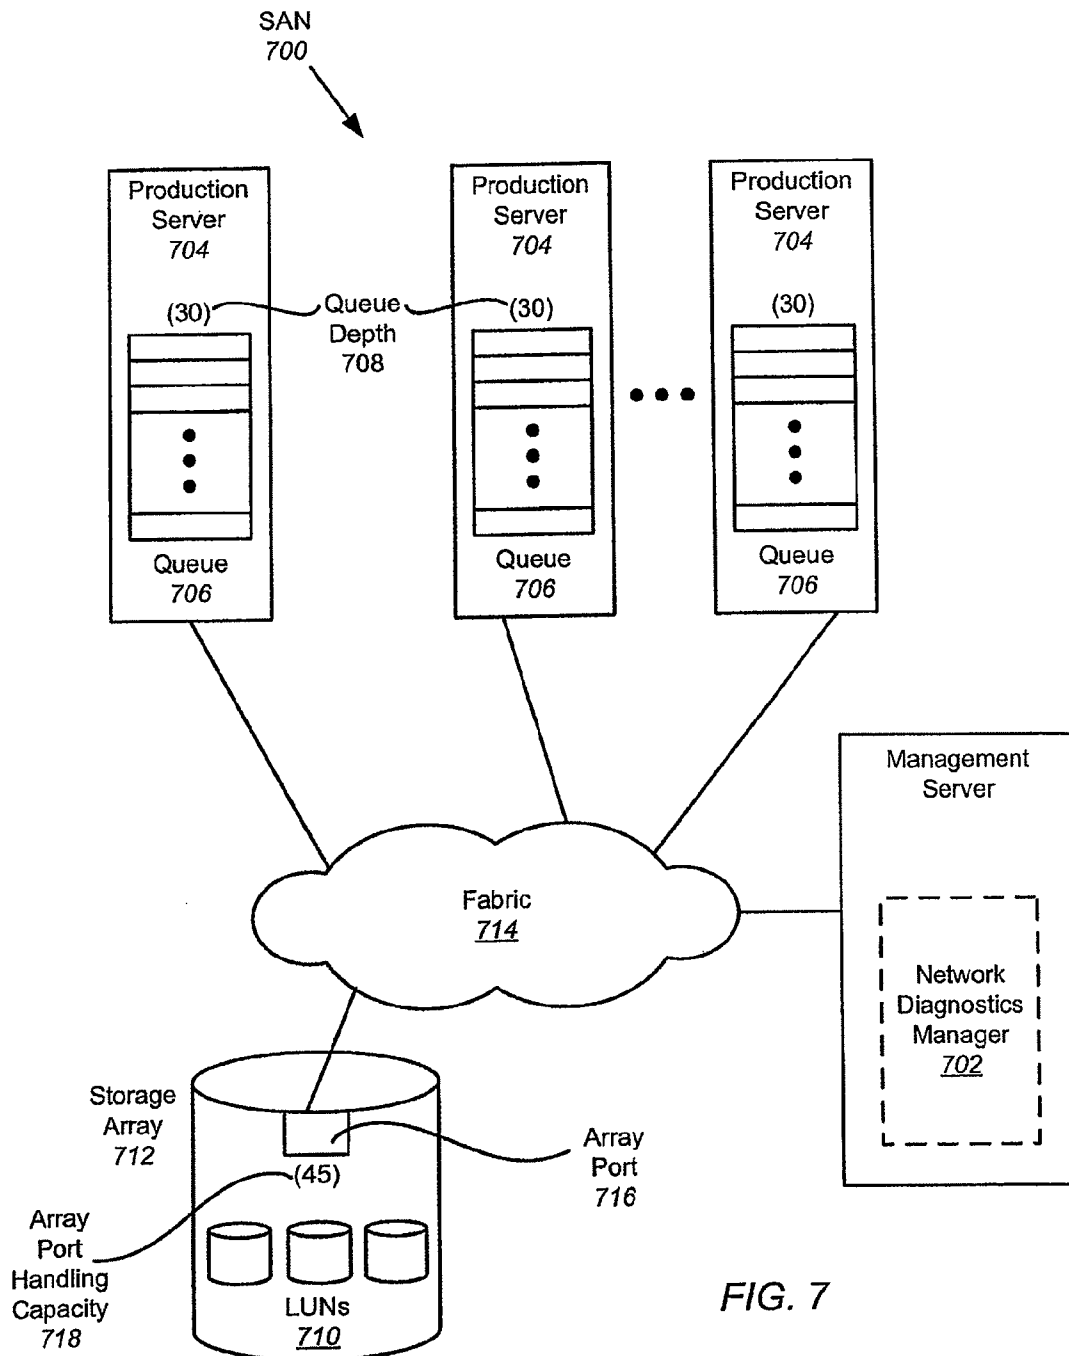 SAN
700
Production
Server
704
(30)
Queue
706
Queue
Depth
708
Production
Server
704
(30)
Queue
706
Production
Server
704
(30)
Queue
706
Management
Server
Network
Diagnostics
Manager
702
Fabric
714
Storage
Array
712
(45)
Array
Port
716
Array
Port
Handling
Capacity
718
LUNs
710
FIG. 7